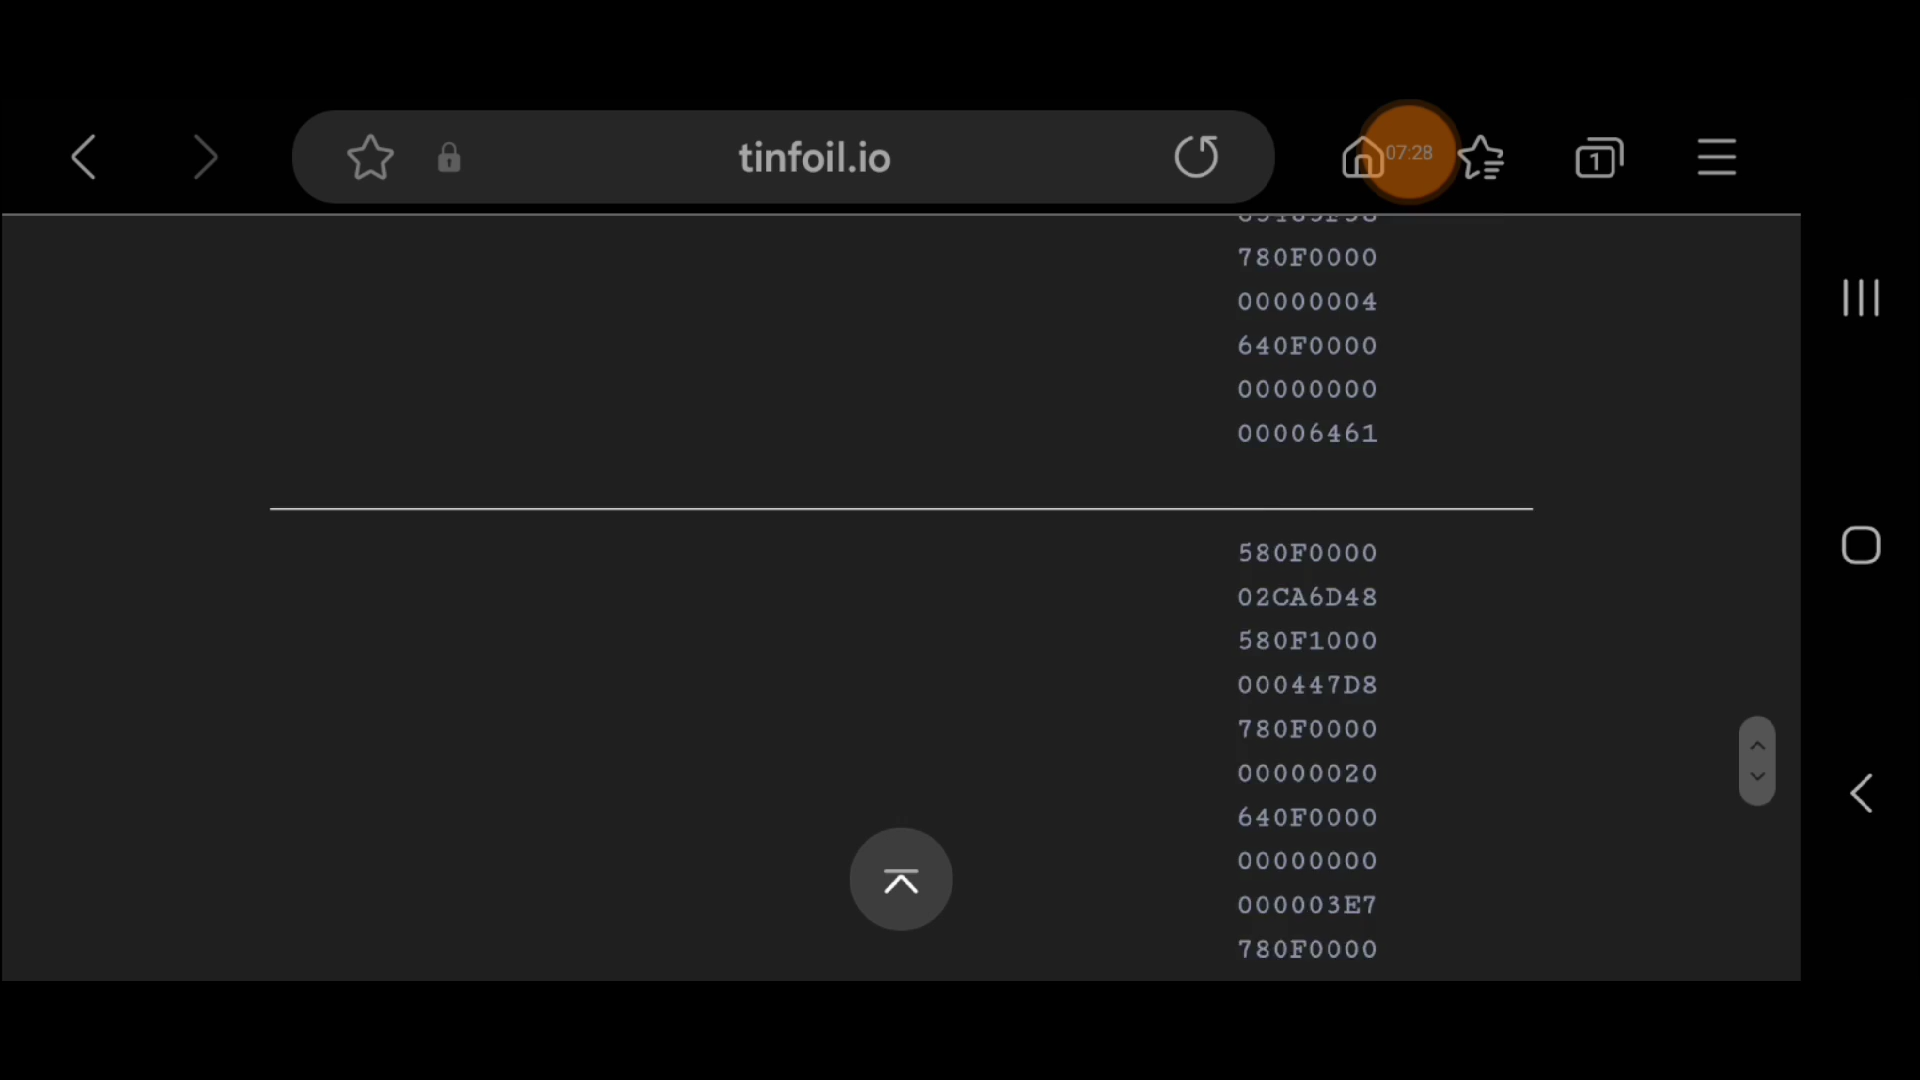 tinfoil.io
07:28
1
780F0000
00000004
640F0000
00000000
00006461
580F0000
02CA6D48
580F1000
000447D8
780F0000
00000020
640F0000
00000000
000003E7
780F0000